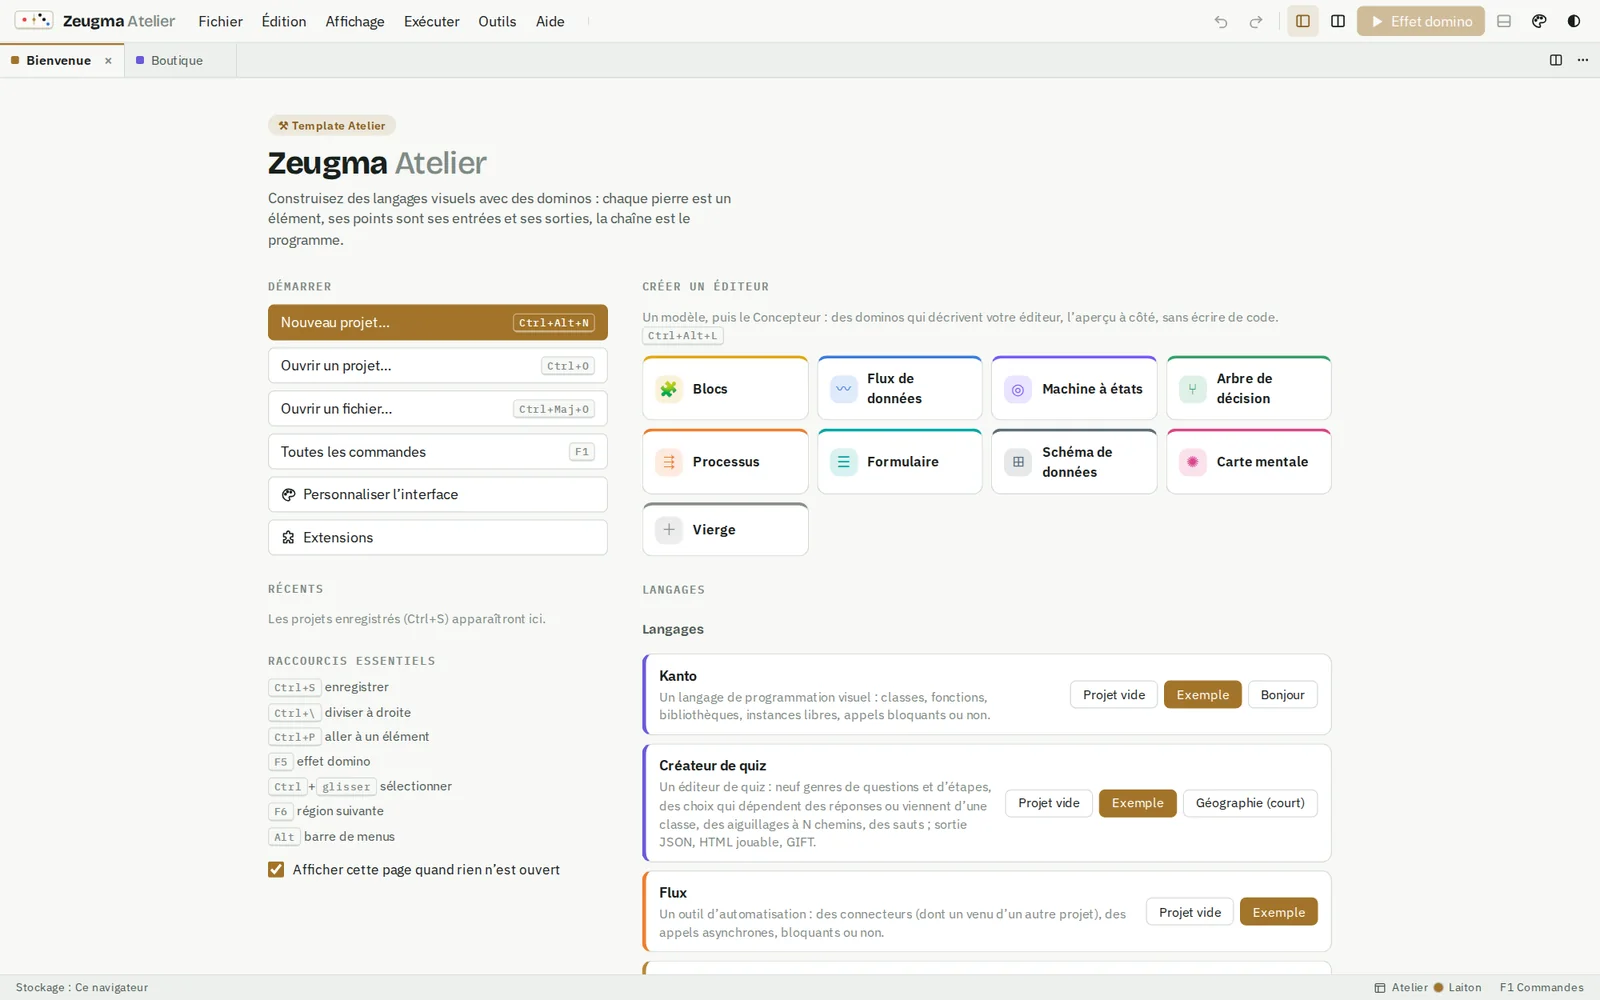 Zeugma Atelier Fichier Édition Affichage Exécuter Outils Aide Effet domino
Bienvenue × Boutique
⚒ Template Atelier
Zeugma Atelier
Construisez des langages visuels avec des dominos : chaque pierre est un
élément, ses points sont ses entrées et ses sorties, la chaîne est le
programme.
DÉMARRER
Nouveau projet... Ctrl+Alt+N
Ouvrir un projet... Ctrl+O
Ouvrir un fichier... Ctrl+Maj+O
Toutes les commandes F1
Personnaliser l’interface
Extensions
RÉCENTS
Les projets enregistrés (Ctrl+S) apparaîtront ici.
RACCOURCIS ESSENTIELS
Ctrl+S enregistrer
Ctrl+\ diviser à droite
Ctrl+P aller à un élément
F5 effet domino
Ctrl + glisser sélectionner
F6 région suivante
Alt barre de menus
Afficher cette page quand rien n’est ouvert
CRÉER UN ÉDITEUR
Un modèle, puis le Concepteur : des dominos qui décrivent votre éditeur, l’aperçu à côté, sans écrire de code.
Ctrl+Alt+L
Blocs
Flux de
données
Machine à états
Arbre de
décision
Processus
Formulaire
Schéma de
données
Carte mentale
Vierge
LANGAGES
Langages
Kanto
Un langage de programmation visuel : classes, fonctions,
bibliothèques, instances libres, appels bloquants ou non.
Projet vide Exemple Bonjour
Créateur de quiz
Un éditeur de quiz : neuf genres de questions et d’étapes,
des choix qui dépendent des réponses ou viennent d’une
classe, des aiguillages à N chemins, des sauts ; sortie
JSON, HTML jouable, GIFT.
Projet vide Exemple Géographie (court)
Flux
Un outil d’automatisation : des connecteurs (dont un venu d’un autre projet), des
appels asynchrones, bloquants ou non.
Projet vide Exemple
Stockage : Ce navigateur Atelier Laiton F1 Commandes